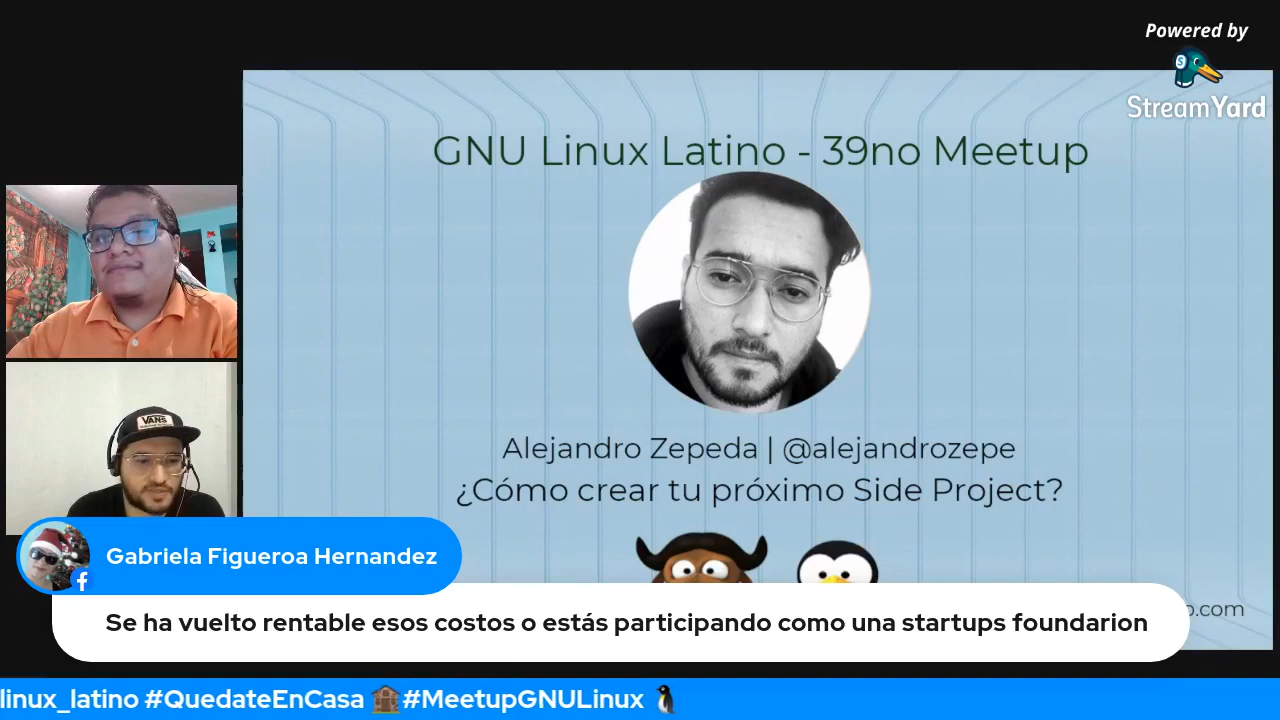 Powered by
StreamYard
GNU Linux Latino - 39no Meetup
VANS
Alejandro Zepeda | @alejandrozepe
¿Cómo crear tu próximo Side Project?
Gabriela Figueroa Hernandez
Se ha vuelto rentable esos costos o estás participando como una startups foundarion
.com
linux_latino #QuedateEnCasa 🏚️#MeetupGNULinux 🐧